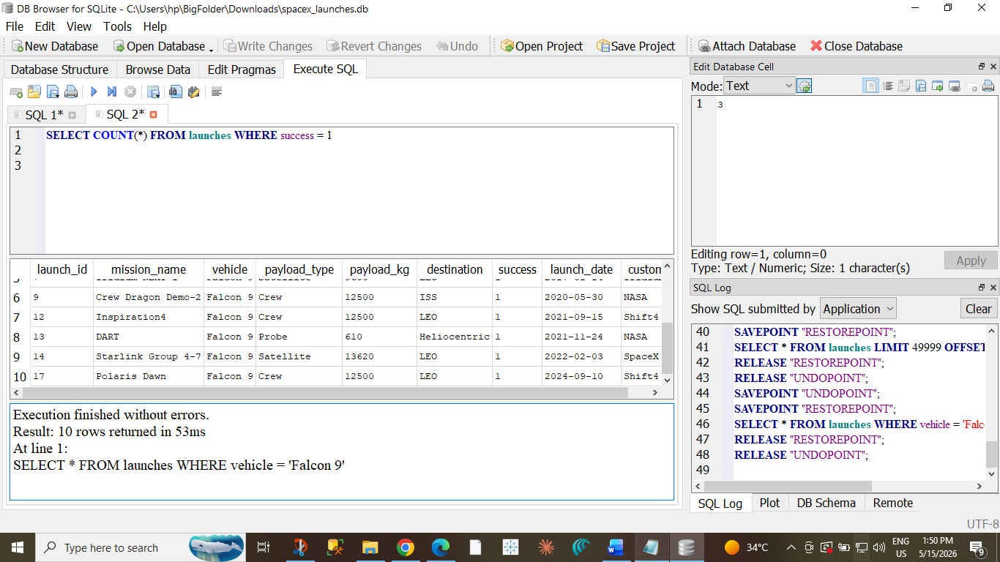 DB Browser for SQLite - C:\Users\hp\BigFolder\Downloads\spacex_launches.db
File Edit View Tools Help
New Database Open Database Write Changes Revert Changes Undo Open Project Save Project Attach Database Close Database
Database Structure Browse Data Edit Pragmas Execute SQL
SQL 1* SQL 2*
1 SELECT COUNT(*) FROM launches WHERE success = 1
2
3
launch_id mission_name vehicle payload_type payload_kg destination success launch_date custon
6 9 Crew Dragon Demo-2 Falcon 9 Crew 12500 ISS 1 2020-05-30 NASA
7 12 Inspiration4 Falcon 9 Crew 12500 LEO 1 2021-09-15 Shift4
8 13 DART Falcon 9 Probe 610 Heliocentric 1 2021-11-24 NASA
9 14 Starlink Group 4-7 Falcon 9 Satellite 13620 LEO 1 2022-02-03 SpaceX
10 17 Polaris Dawn Falcon 9 Crew 12500 LEO 1 2024-09-10 Shift4
Execution finished without errors.
Result: 10 rows returned in 53ms
At line 1:
SELECT * FROM launches WHERE vehicle = 'Falcon 9'
Edit Database Cell
Mode: Text
1 3
Editing row=1, column=0
Type: Text / Numeric; Size: 1 character(s)
Apply
SQL Log
Show SQL submitted by Application Clear
40 SAVEPOINT "RESTOREPOINT";
41 SELECT * FROM launches LIMIT 49999 OFFSET
42 RELEASE "RESTOREPOINT";
43 RELEASE "UNDOPOINT";
44 SAVEPOINT "UNDOPOINT";
45 SAVEPOINT "RESTOREPOINT";
46 SELECT * FROM launches WHERE vehicle = 'Falc
47 RELEASE "RESTOREPOINT";
48 RELEASE "UNDOPOINT";
49
SQL Log Plot DB Schema Remote
UTF-8
Type here to search
34°C
ENG
US
1:50 PM
5/15/2026
9